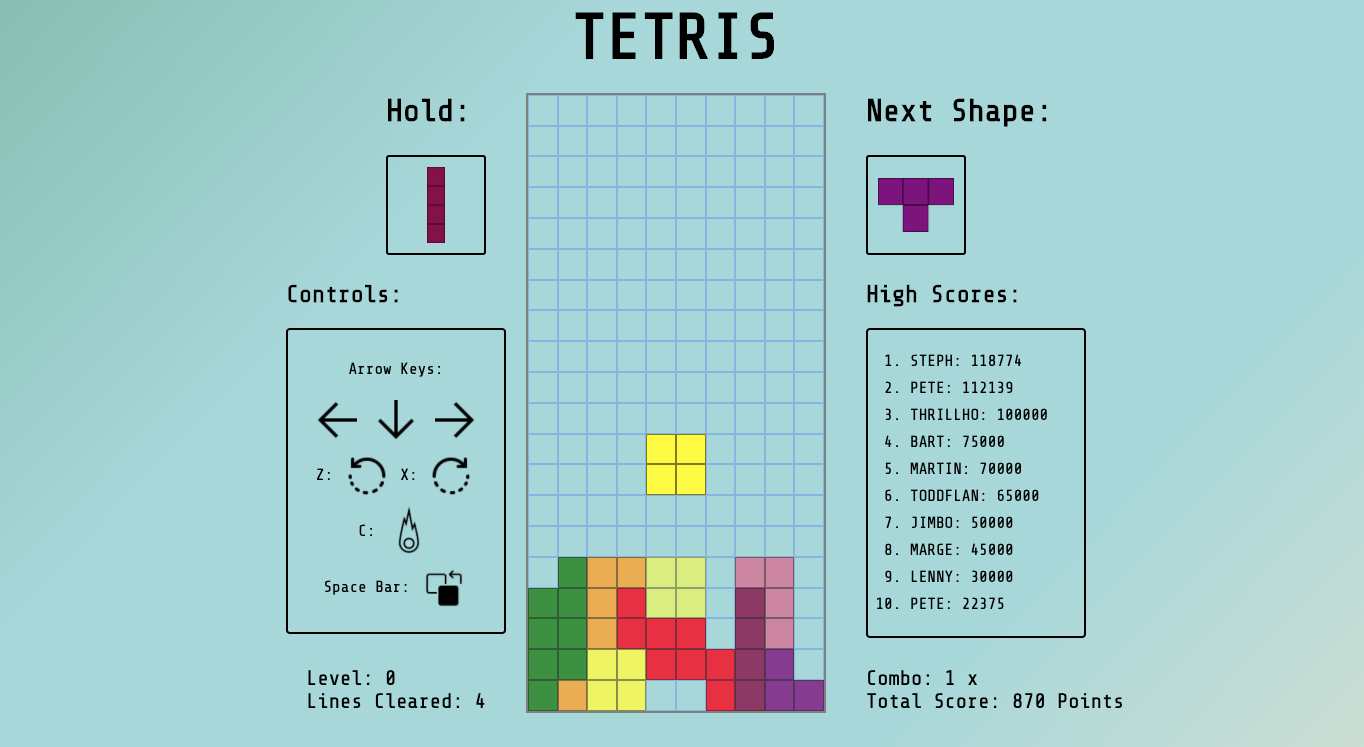 TETRIS
Hold:
Next Shape:
Controls:
Arrow Keys:
Z:
X:
C:
Space Bar:
High Scores:
1. STEPH: 118774
2. PETE: 112139
3. THRILLHO: 100000
4. BART: 75000
5. MARTIN: 70000
6. TODDFLAN: 65000
7. JIMBO: 50000
8. MARGE: 45000
9. LENNY: 30000
10. PETE: 22375
Level: 0
Lines Cleared: 4
Combo: 1 x
Total Score: 870 Points